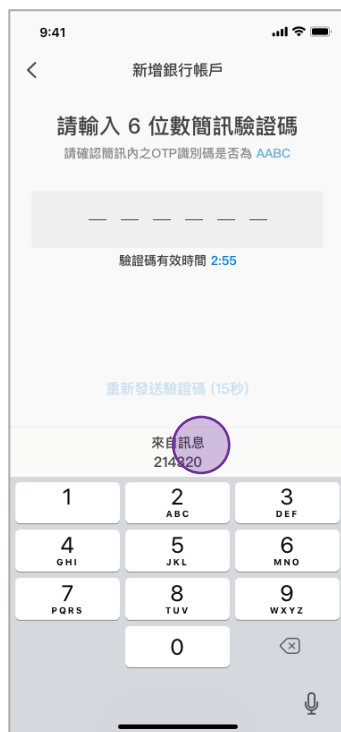 9:41
新增銀行帳戶
請輸入 6 位數簡訊驗證碼
請確認簡訊內之OTP識別碼是否為 AABC
驗證碼有效時間 2:55
重新發送驗證碼 (15秒)
來自訊息
214320
1 2 3
ABC DEF
4 5 6
GHI JKL MNO
7 8 9
PQRS TUV WXYZ
0